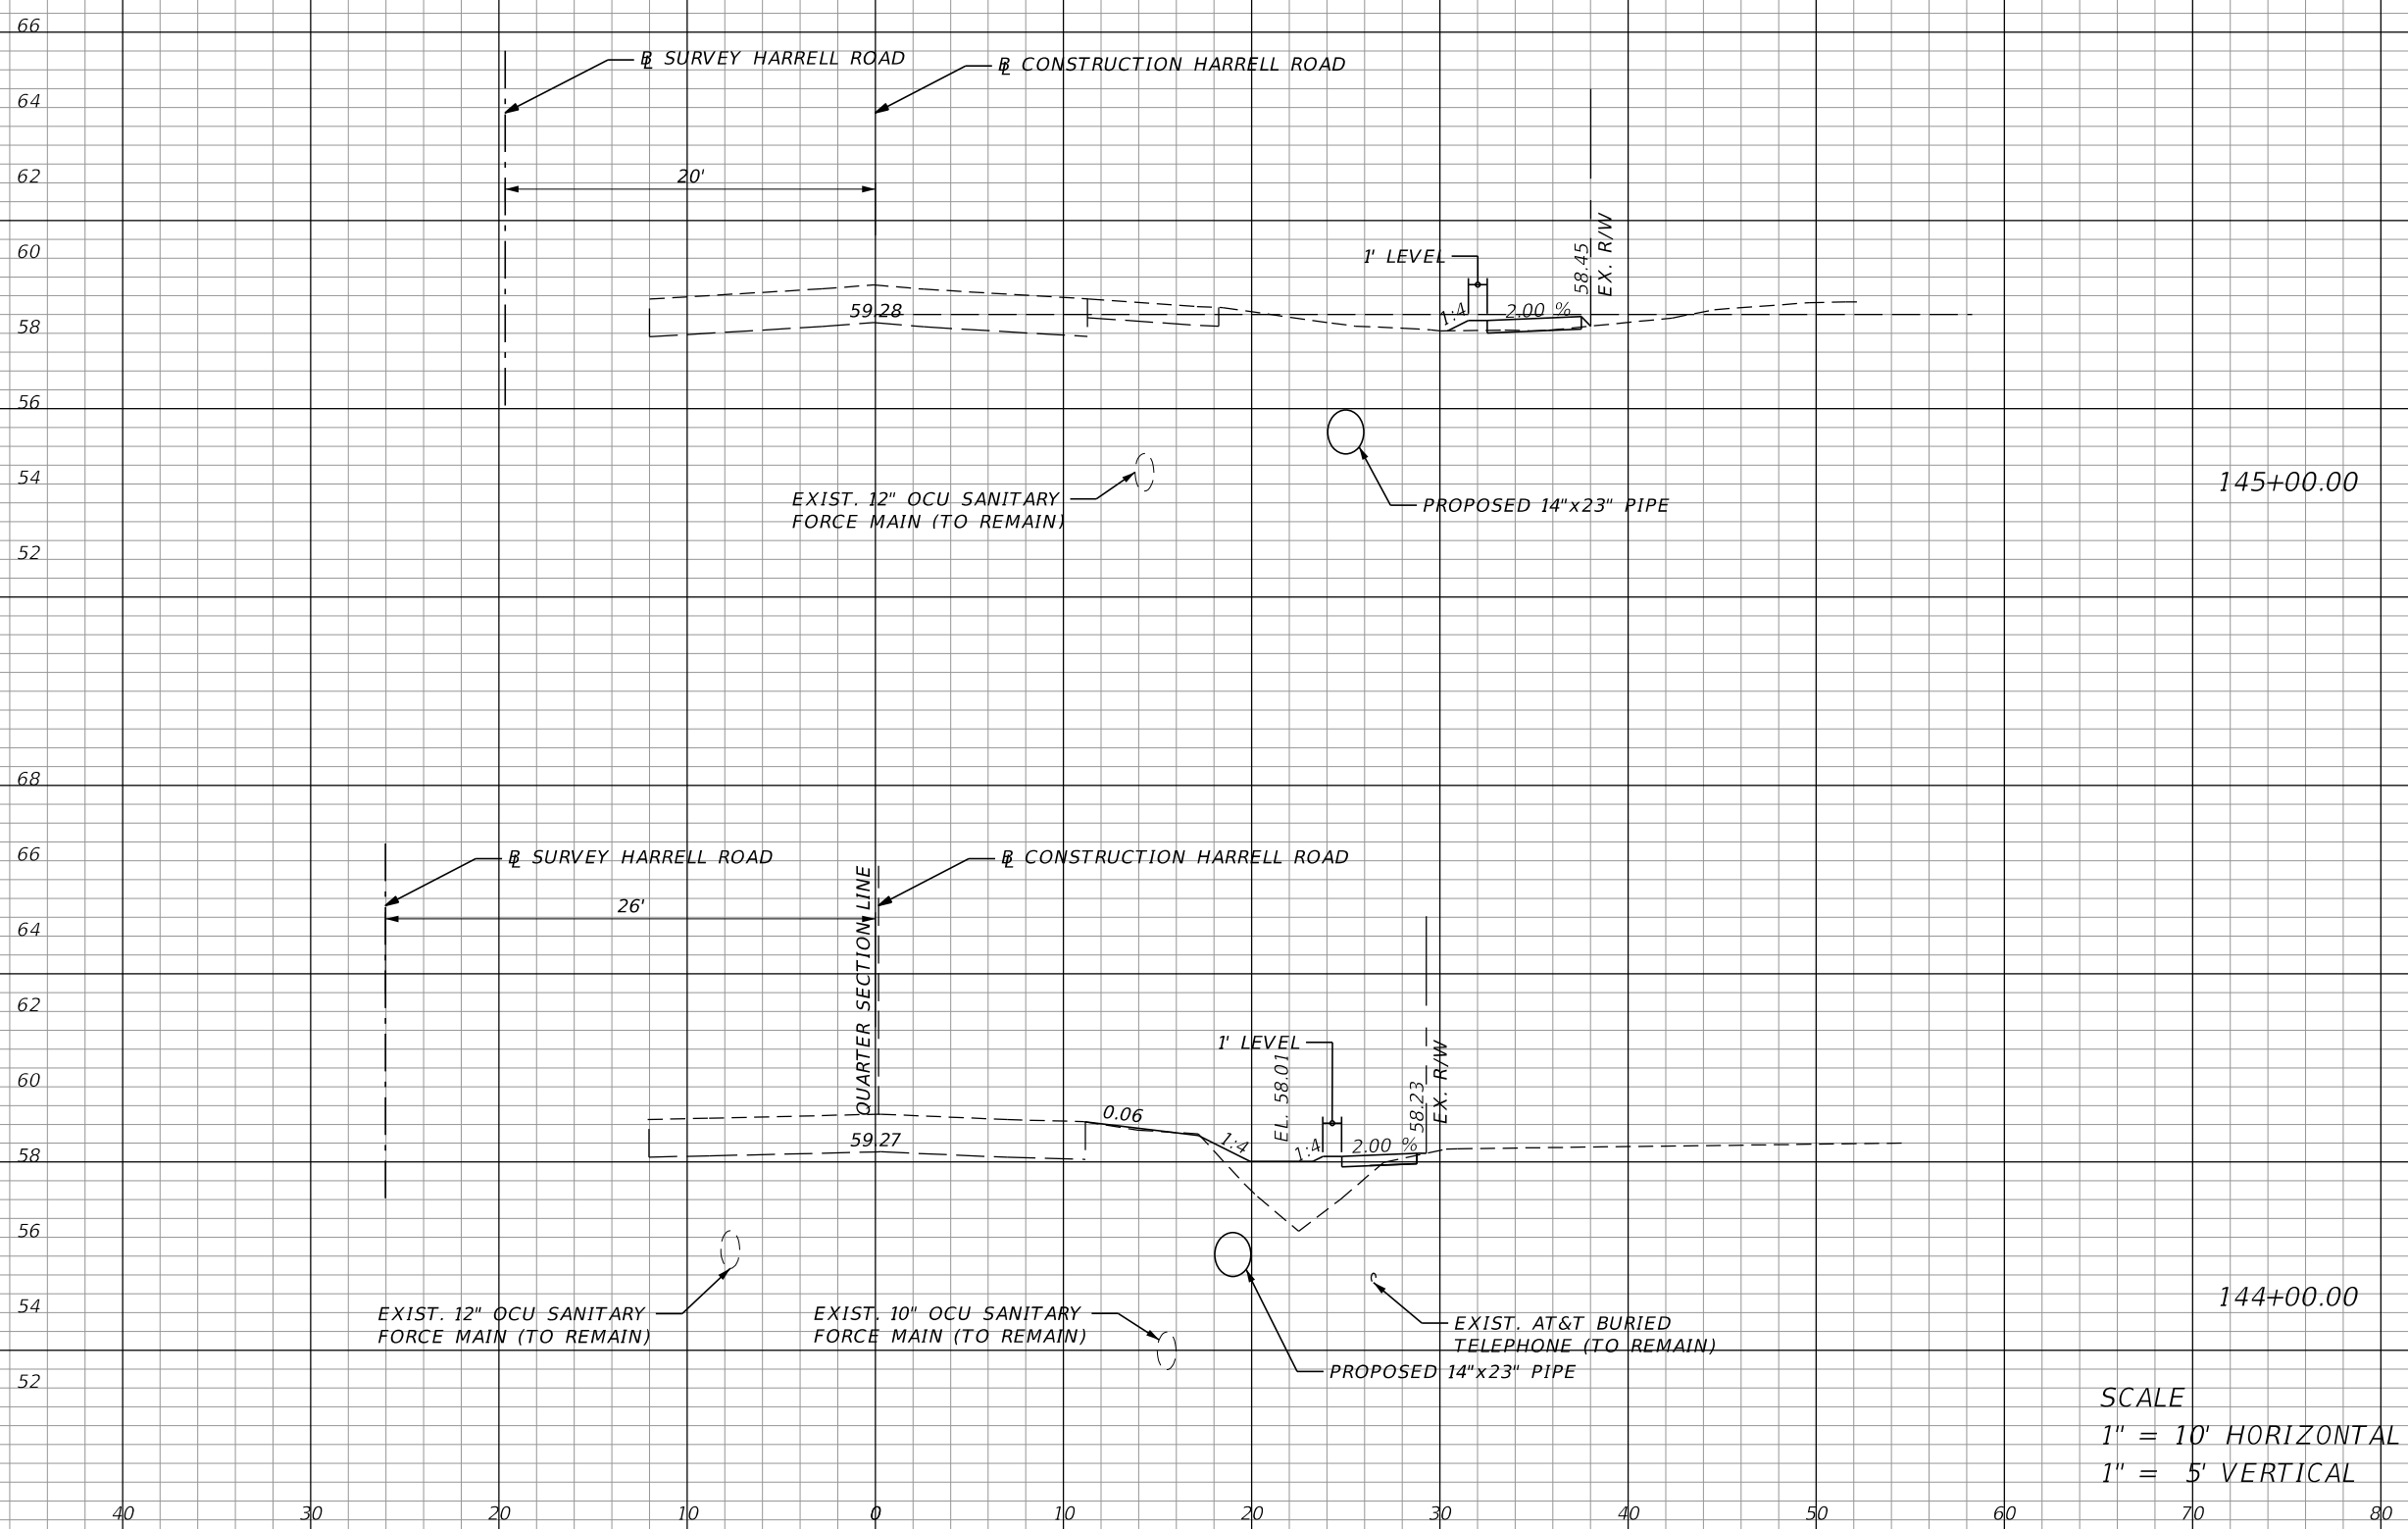 66
℄ SURVEY HARRELL ROAD
℄ CONSTRUCTION HARRELL ROAD
64
62
20'
60
1' LEVEL
58.45
EX. R/W
59.28
1:4
2.00 %
58
56
54
EXIST. 12" OCU SANITARY
FORCE MAIN (TO REMAIN)
PROPOSED 14"x23" PIPE
145+00.00
52
68
66
℄ SURVEY HARRELL ROAD
℄ CONSTRUCTION HARRELL ROAD
QUARTER SECTION LINE
26'
64
62
1' LEVEL
EL. 58.01
60
58.23
EX. R/W
0.06
59.27
1:4
1:4
2.00 %
58
56
54
EXIST. 12" OCU SANITARY
FORCE MAIN (TO REMAIN)
EXIST. 10" OCU SANITARY
FORCE MAIN (TO REMAIN)
EXIST. AT&T BURIED
TELEPHONE (TO REMAIN)
PROPOSED 14"x23" PIPE
144+00.00
52
SCALE
1" = 10' HORIZONTAL
1" = 5' VERTICAL
40 30 20 10 0 10 20 30 40 50 60 70 80